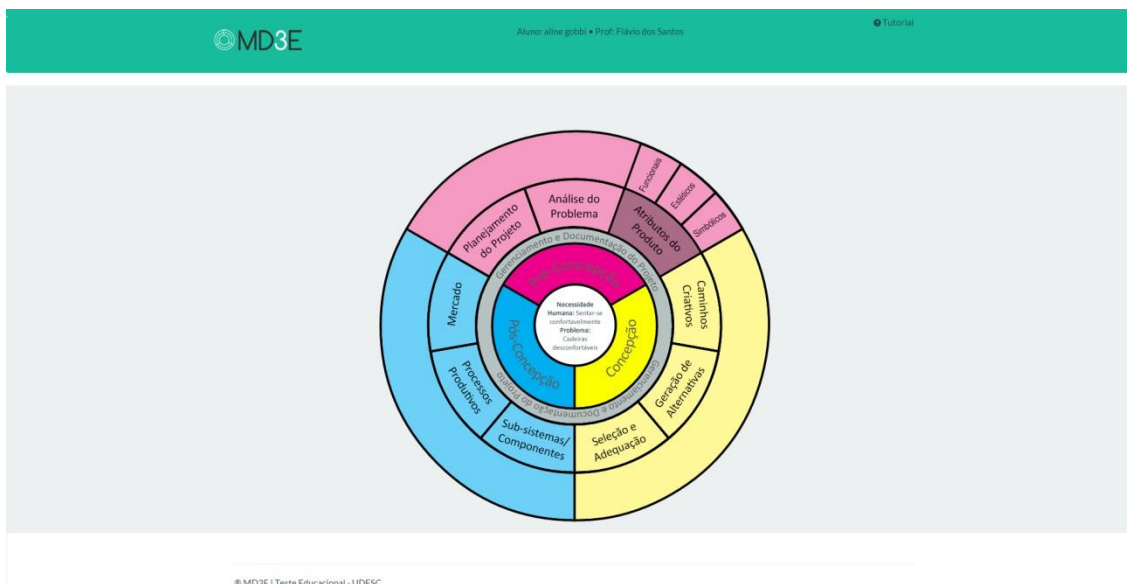 MD3E
Aluno: aline gobbi • Prof: Flávio dos Santos
Tutorial
Funcionais
Estéticos
Simbólicos
Planejamento
do Projeto
Análise do
Problema
Atributos do
Produto
Gerenciamento e Documentação do Projeto
Pré-Concepção
Mercado
Caminhos
Criativos
Necessidade
Humana: Sentar-se
confortavelmente
Problema:
Cadeiras
desconfortáveis
Pós-Concepção
Concepção
Processos
Produtivos
Geração de
Alternativas
Gerenciamento e Documentação do Projeto
Sub-sistemas/
Componentes
Seleção e
Adequação
® MD3E | Teste Educacional - UDESC